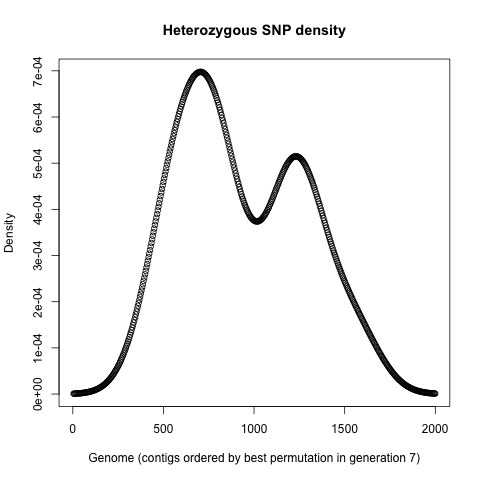 Heterozygous SNP density
7e-04
6e-04
5e-04
4e-04
3e-04
2e-04
1e-04
0e+00
Density
0 500 1000 1500 2000
Genome (contigs ordered by best permutation in generation 7)